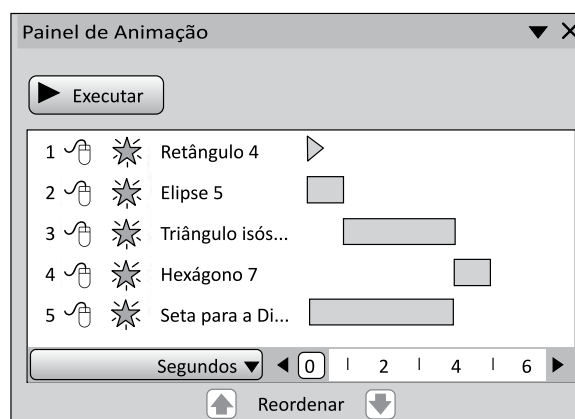 Painel de Animação
Executar
1 Retângulo 4
2 Elipse 5
3 Triângulo isós...
4 Hexágono 7
5 Seta para a Di...
Segundos 0 2 4 6
Reordenar